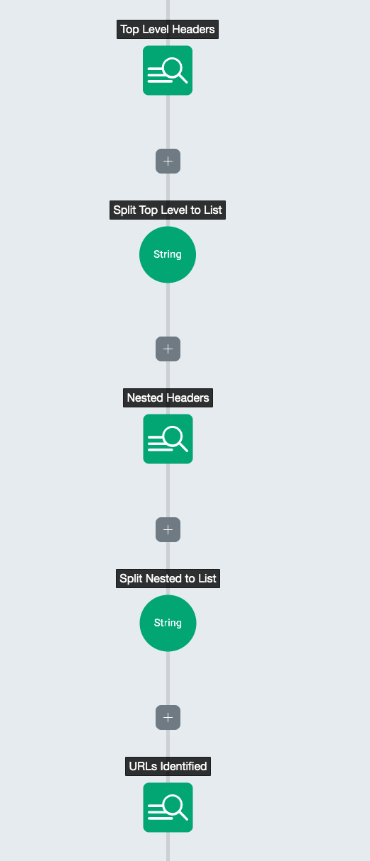 Top Level Headers
Split Top Level to List
String
Nested Headers
Split Nested to List
String
URLs Identified